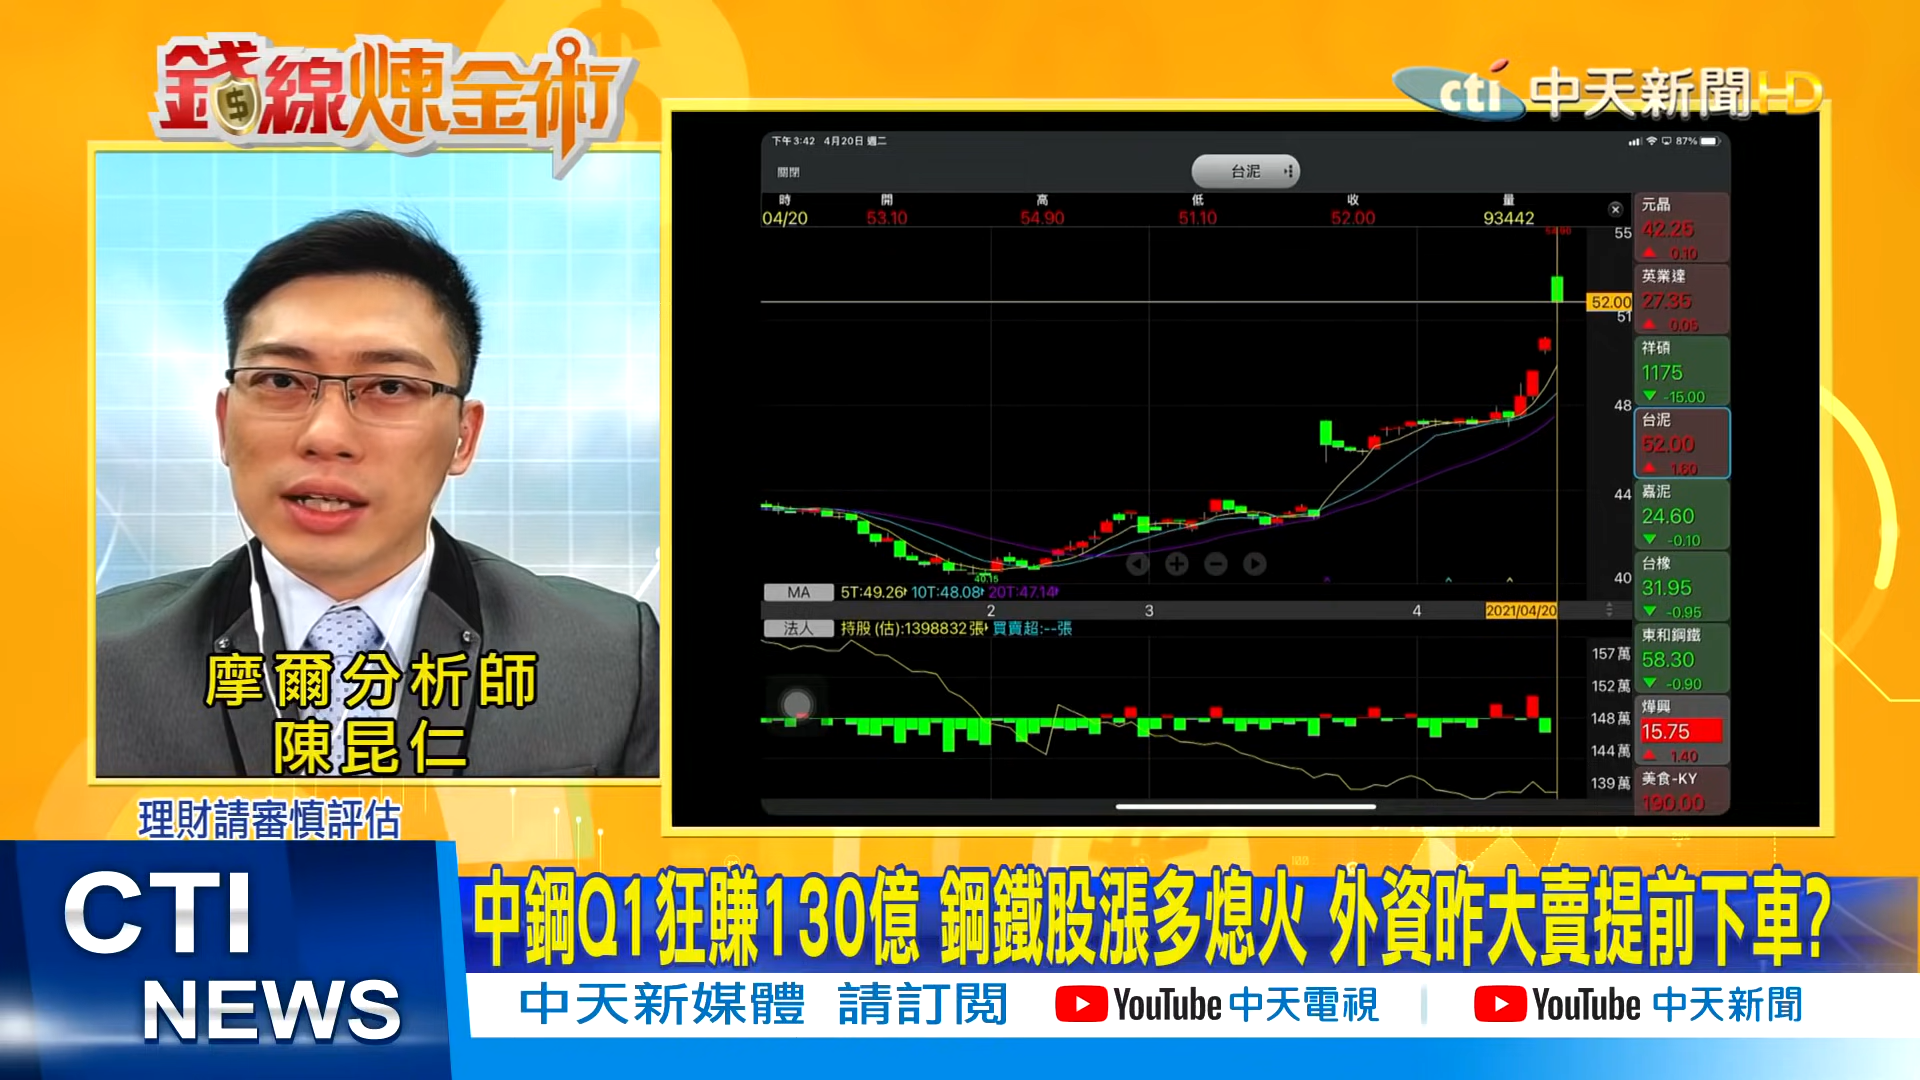 錢線煉金術
cti 中天新聞HD
下午3:42 4月20日 週二
87%
關閉
台泥
時 開 高 低 收 量
04/20 53.10 54.90 51.10 52.00 93442
54.90
55
52.00
51
48
44
40
40.15
MA 5T:49.26 10T:48.08 20T:47.14
2 3 4 2021/04/20
法人 持股(估):1398832張 買賣超:--張
157萬
152萬
148萬
144萬
139萬
元晶
42.25
▲ 0.10
英業達
27.35
▲ 0.05
祥碩
1175
▼ -15.00
台泥
52.00
▲ 1.60
嘉泥
24.60
▼ -0.10
台橡
31.95
▼ -0.95
東和鋼鐵
58.30
▼ -0.90
燁興
15.75
▲ 1.40
美食-KY
190.00
摩爾分析師
陳昆仁
理財請審慎評估
CTI
NEWS
中鋼Q1狂賺130億 鋼鐵股漲多熄火 外資昨大賣提前下車?
中天新媒體 請訂閱 YouTube 中天電視 | YouTube 中天新聞